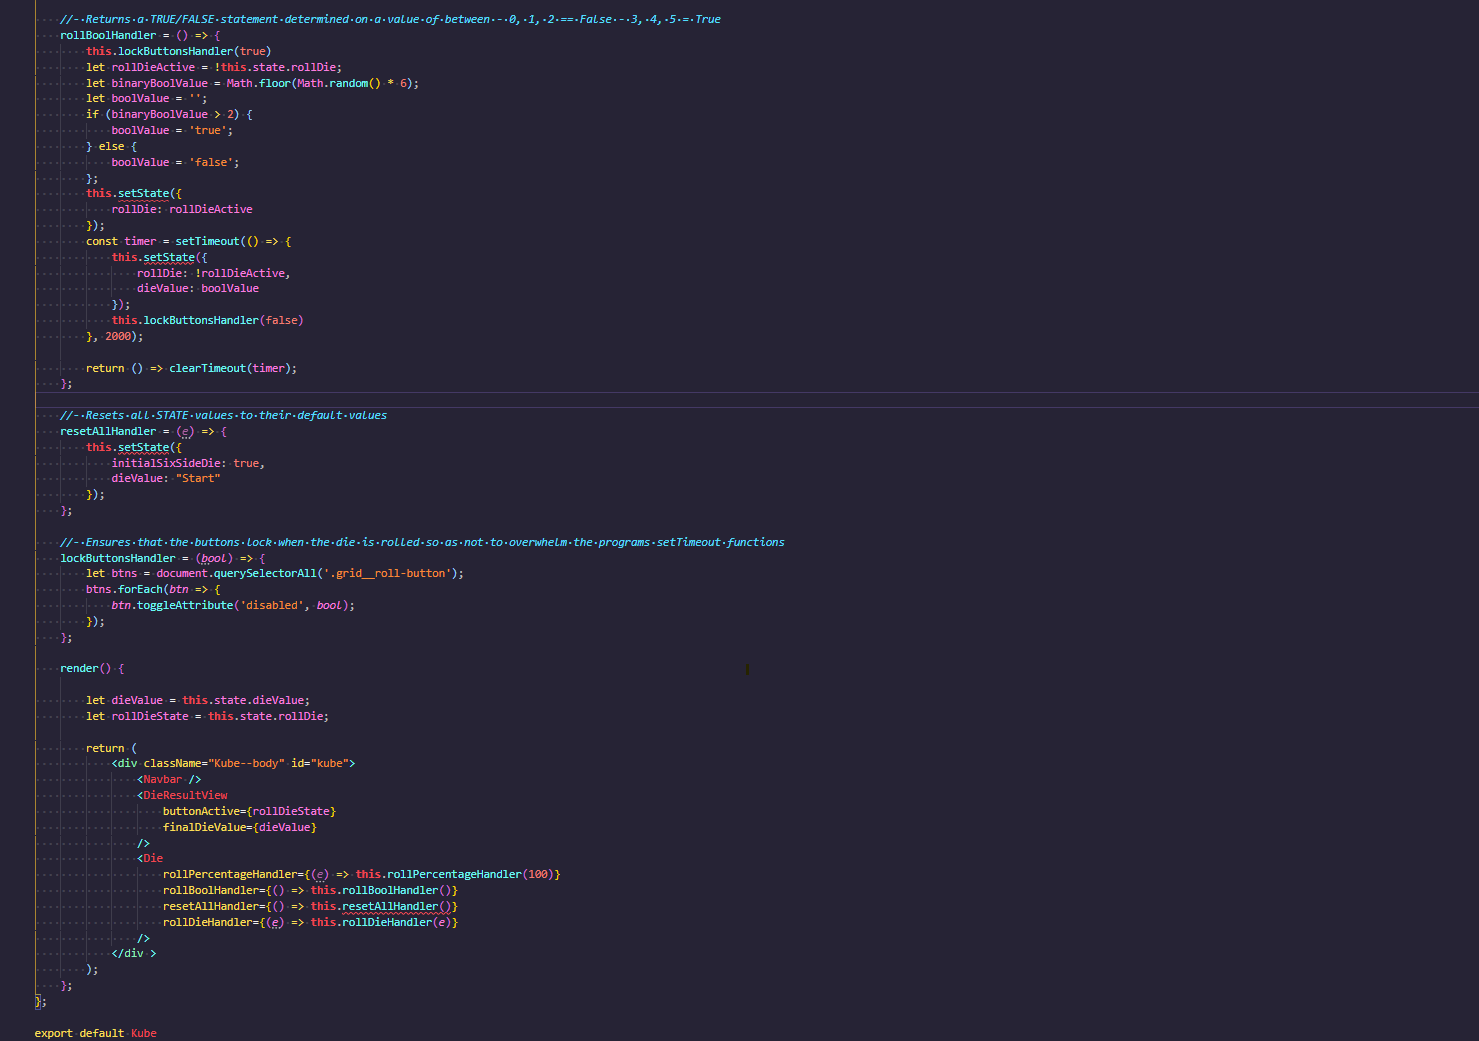 //- Returns a TRUE/FALSE statement determined on a value of between - 0, 1, 2 == False - 3, 4, 5 = True
rollBoolHandler = () => {
this.lockButtonsHandler(true)
let rollDieActive = !this.state.rollDie;
let binaryBoolValue = Math.floor(Math.random() * 6);
let boolValue = '';
if (binaryBoolValue > 2) {
boolValue = 'true';
} else {
boolValue = 'false';
};
this.setState({
rollDie: rollDieActive
});
const timer = setTimeout(() => {
this.setState({
rollDie: !rollDieActive,
dieValue: boolValue
});
this.lockButtonsHandler(false)
}, 2000);
return () => clearTimeout(timer);
};
//- Resets all STATE values to their default values
resetAllHandler = (e) => {
this.setState({
initialSixSideDie: true,
dieValue: "Start"
});
};
//- Ensures that the buttons lock when the die is rolled so as not to overwhelm the programs setTimeout functions
lockButtonsHandler = (bool) => {
let btns = document.querySelectorAll('.grid__roll-button');
btns.forEach(btn => {
btn.toggleAttribute('disabled', bool);
});
};
render() {
let dieValue = this.state.dieValue;
let rollDieState = this.state.rollDie;
return (
<div className="Kube--body" id="kube">
<Navbar />
<DieResultView
buttonActive={rollDieState}
finalDieValue={dieValue}
/>
<Die
rollPercentageHandler={(e) => this.rollPercentageHandler(100)}
rollBoolHandler={() => this.rollBoolHandler()}
resetAllHandler={() => this.resetAllHandler()}
rollDieHandler={(e) => this.rollDieHandler(e)}
/>
</div >
);
};
};
export default Kube